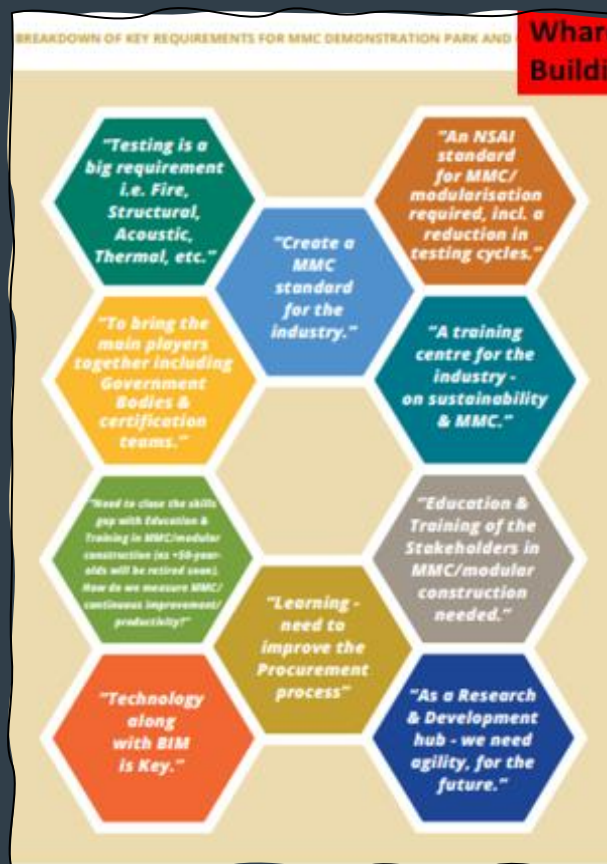 BREAKDOWN OF KEY REQUIREMENTS FOR MMC DEMONSTRATION PARK AND
"Testing is a
big requirement
i.e. Fire,
Structural,
Acoustic,
Thermal, etc."
"An NSAI
standard
for MMC/
modularisation
required, incl. a
reduction in
testing cycles."
"Create a
MMC
standard
for the
industry."
"To bring the
main players
together including
Government
Bodies &
certification
teams."
"A training
centre for the
industry -
on sustainability
& MMC."
"Need to close the skills
gap with Education &
Training in MMC/modular
construction (as +50-year-
olds will be retired soon).
How do we measure MMC/
continuous improvement/
productivity?"
"Education &
Training of the
Stakeholders in
MMC/modular
construction
needed."
"Learning -
need to
improve the
Procurement
process"
"Technology
along
with BIM
is Key."
"As a Research
& Development
hub - we need
agility, for the
future."